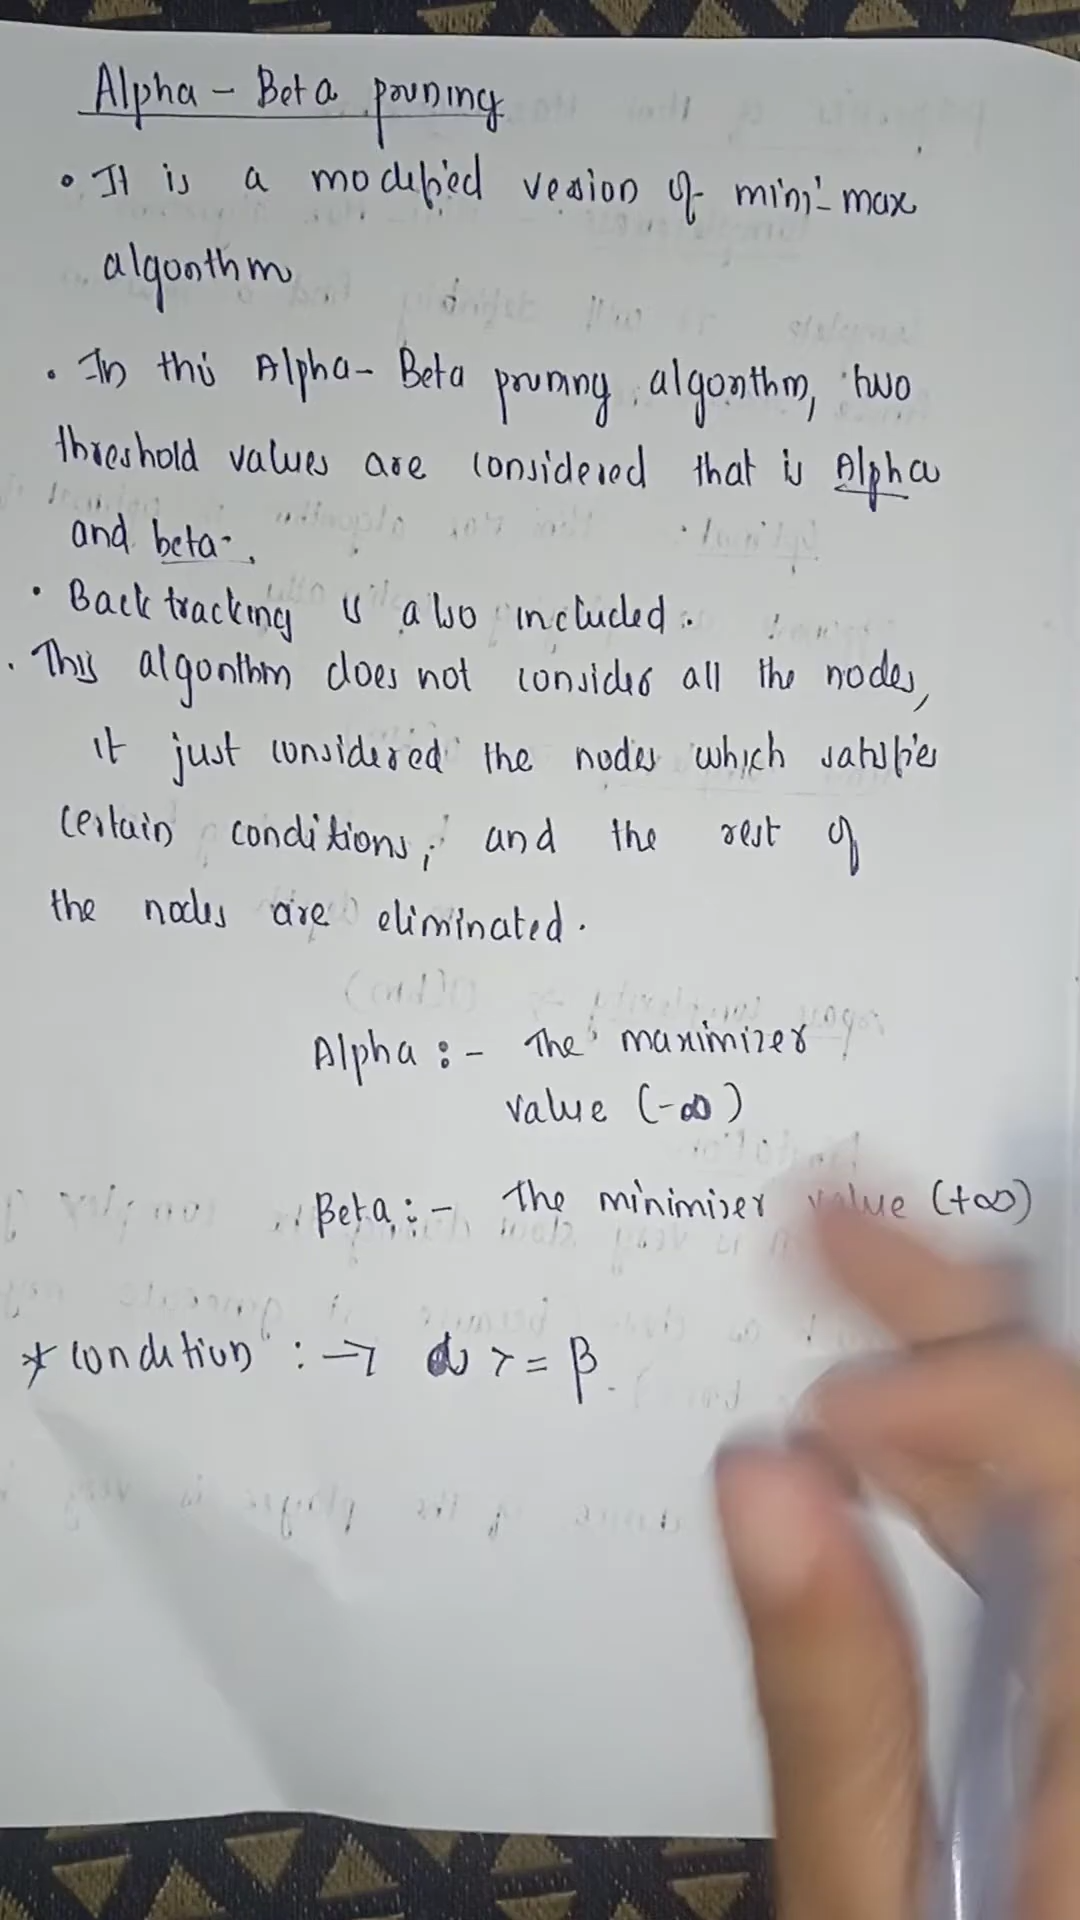 Alpha - Beta pruning
• It is a modified vesion of mini-max
algorithm
• In this Alpha - Beta pruning algorithm, two
threshold values are considered that is Alpha
and beta.
• Back tracking is also included.
• This algorithm does not consider all the nodes,
it just considered the nodes which satisfies
certain conditions, and the rest of
the nodes are eliminated.
Alpha :- The maximizer
value (-∞)
Beta :- The minimizer value (+∞)
* condition :→ α >= β.